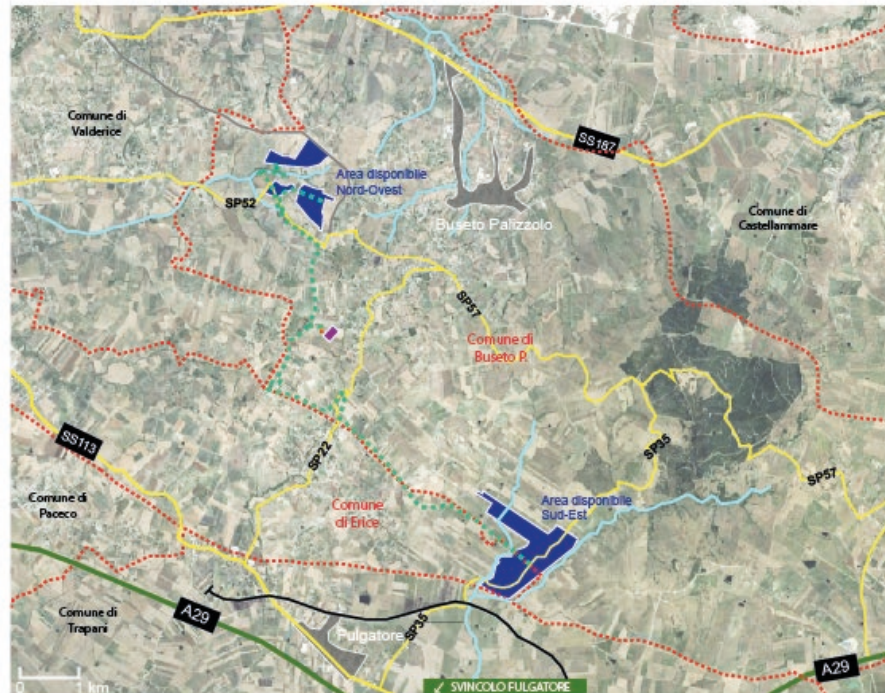 Comune di
Valderice
SS187
Area disponibile
Nord-Ovest
SP52
Buseto Palizzolo
Comune di
Castellammare
SP57
Comune di
Buseto P.
SS113
SP22
SP35
SP57
Comune di
Paceco
Comune
di Erice
Area disponibile
Sud-Est
Comune di
Trapani
A29
Fulgatore
SP35
A29
0 1 km
↙ SVINCOLO FULGATORE